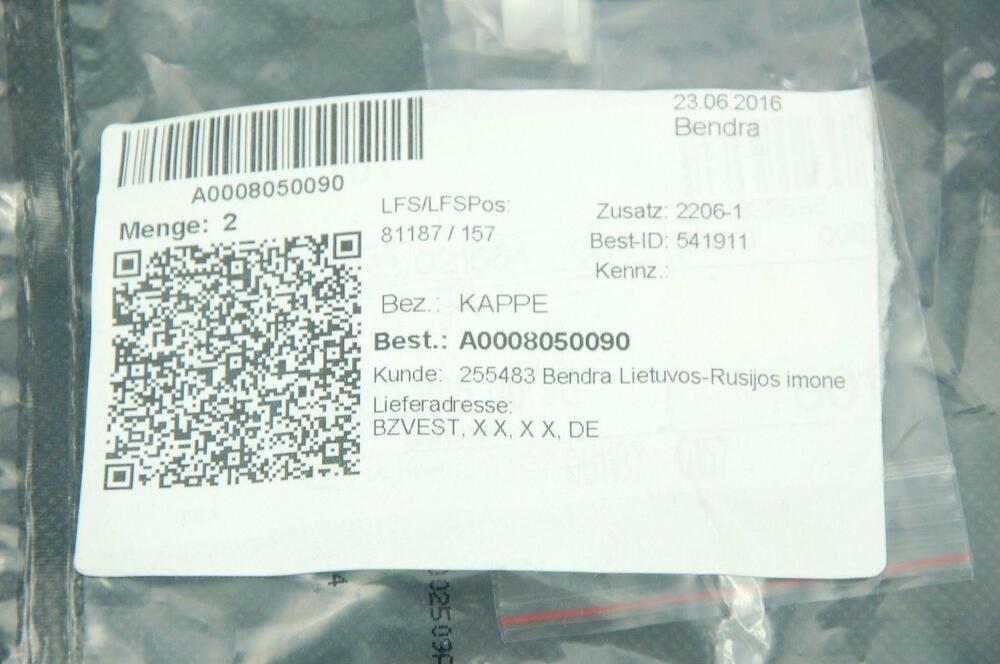 23.06.2016
Bendra
A0008050090
Menge: 2
LFS/LFSPos:
81187 / 157
Zusatz: 2206-1
Best-ID: 541911
Kennz.:
Bez.: KAPPE
Best.: A0008050090
Kunde: 255483 Bendra Lietuvos-Rusijos imone
Lieferadresse:
BZVEST, X X, X X, DE